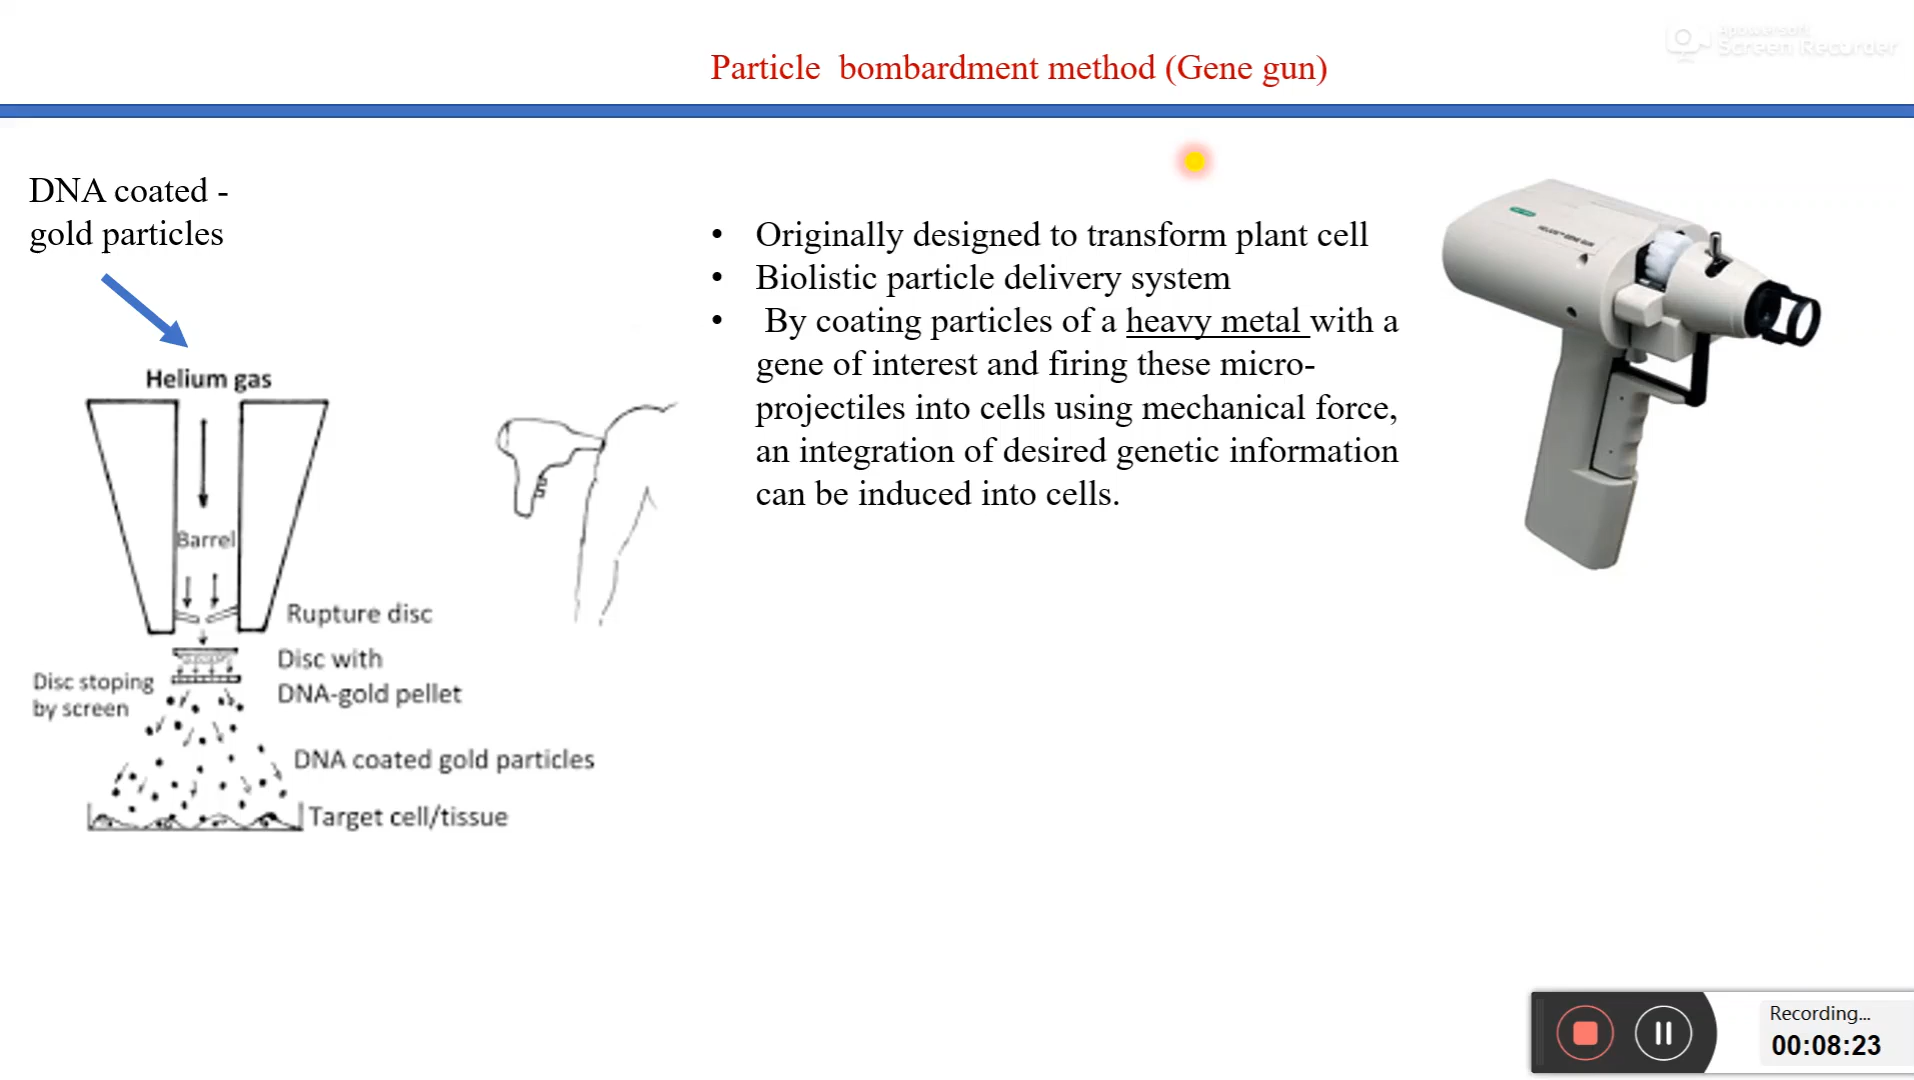 Apowersoft
Screen Recorder
Particle bombardment method (Gene gun)
DNA coated -
gold particles
• Originally designed to transform plant cell
• Biolistic particle delivery system
• By coating particles of a heavy metal with a
gene of interest and firing these micro-
projectiles into cells using mechanical force,
an integration of desired genetic information
can be induced into cells.
Helium gas
Barrel
Rupture disc
Disc with
DNA-gold pellet
Disc stoping
by screen
DNA coated gold particles
Target cell/tissue
Recording...
00:08:23